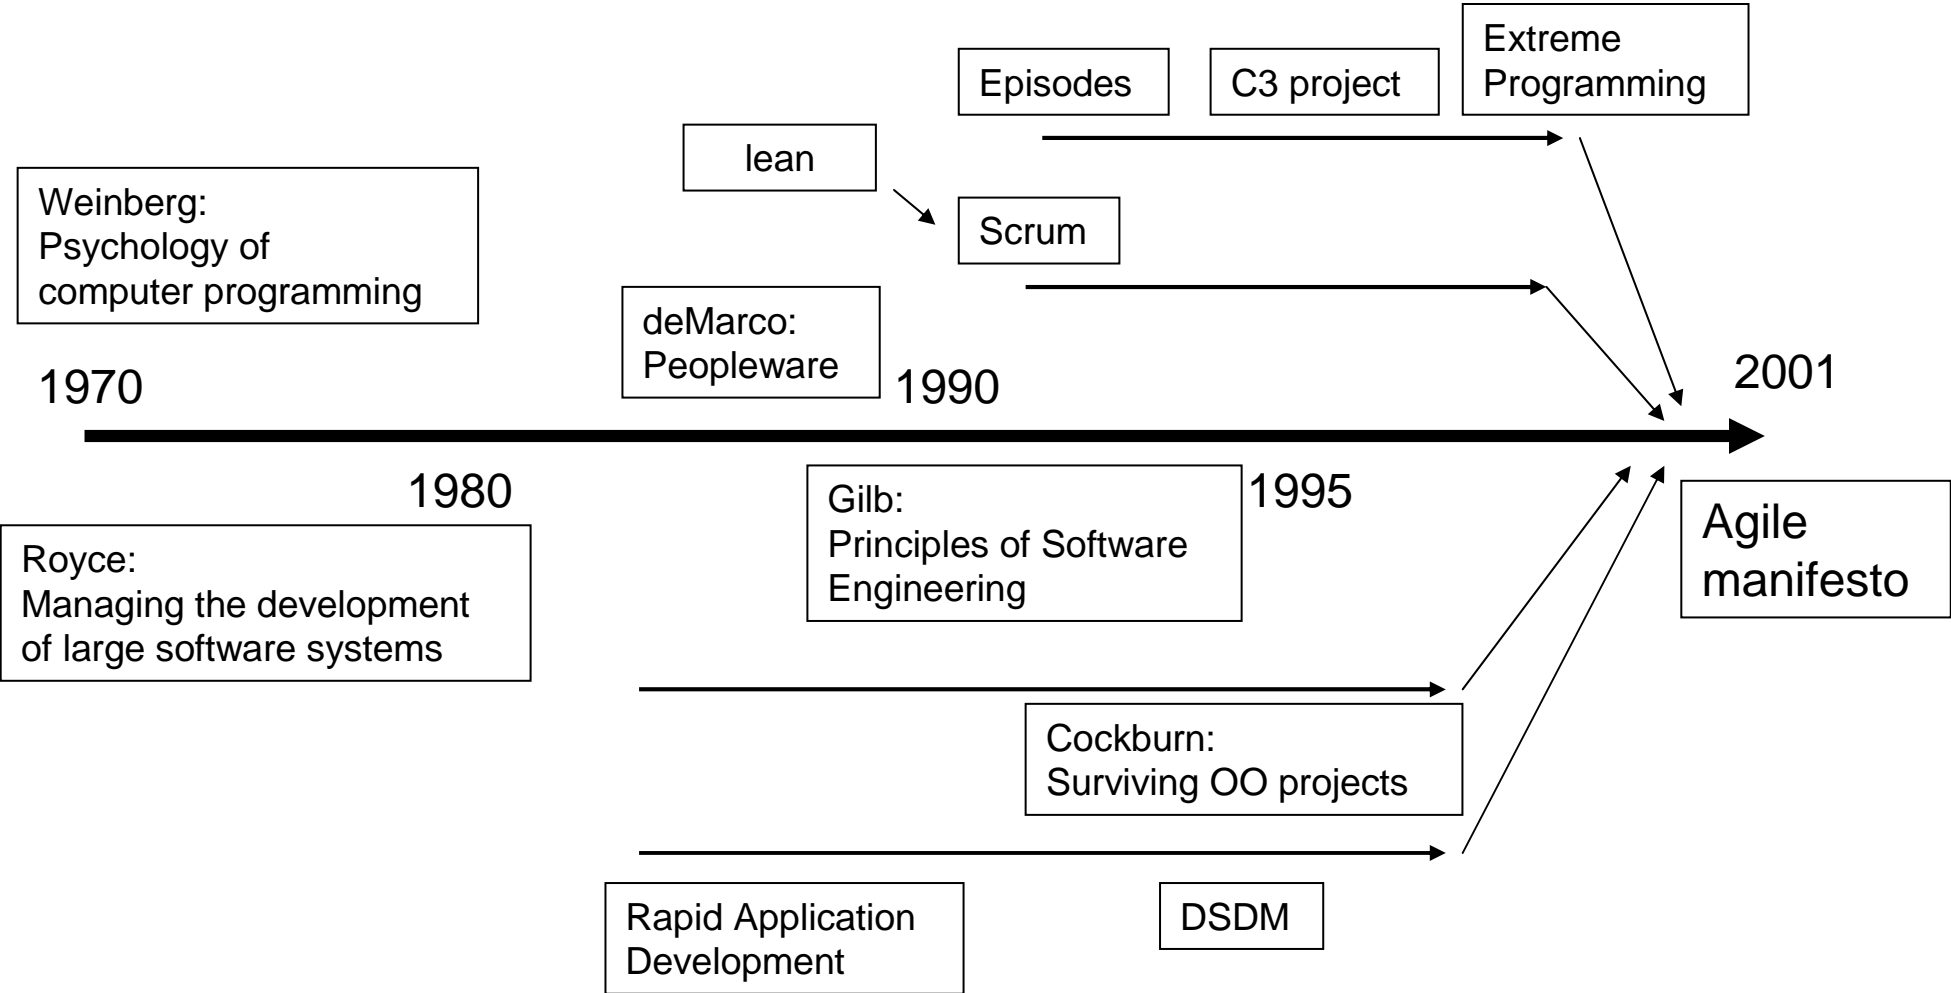 Extreme
Programming
Episodes
C3 project
lean
Weinberg:
Psychology of
computer programming
Scrum
deMarco:
Peopleware
1970
1990
2001
1980
1995
Gilb:
Principles of Software
Engineering
Agile
manifesto
Royce:
Managing the development
of large software systems
Cockburn:
Surviving OO projects
Rapid Application
Development
DSDM